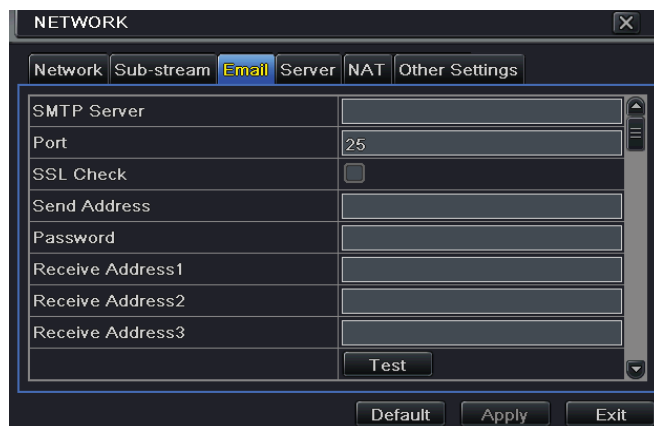 NETWORK
Network Sub-stream Email Server NAT Other Settings
SMTP Server
Port 25
SSL Check
Send Address
Password
Receive Address1
Receive Address2
Receive Address3
Test
Default Apply Exit